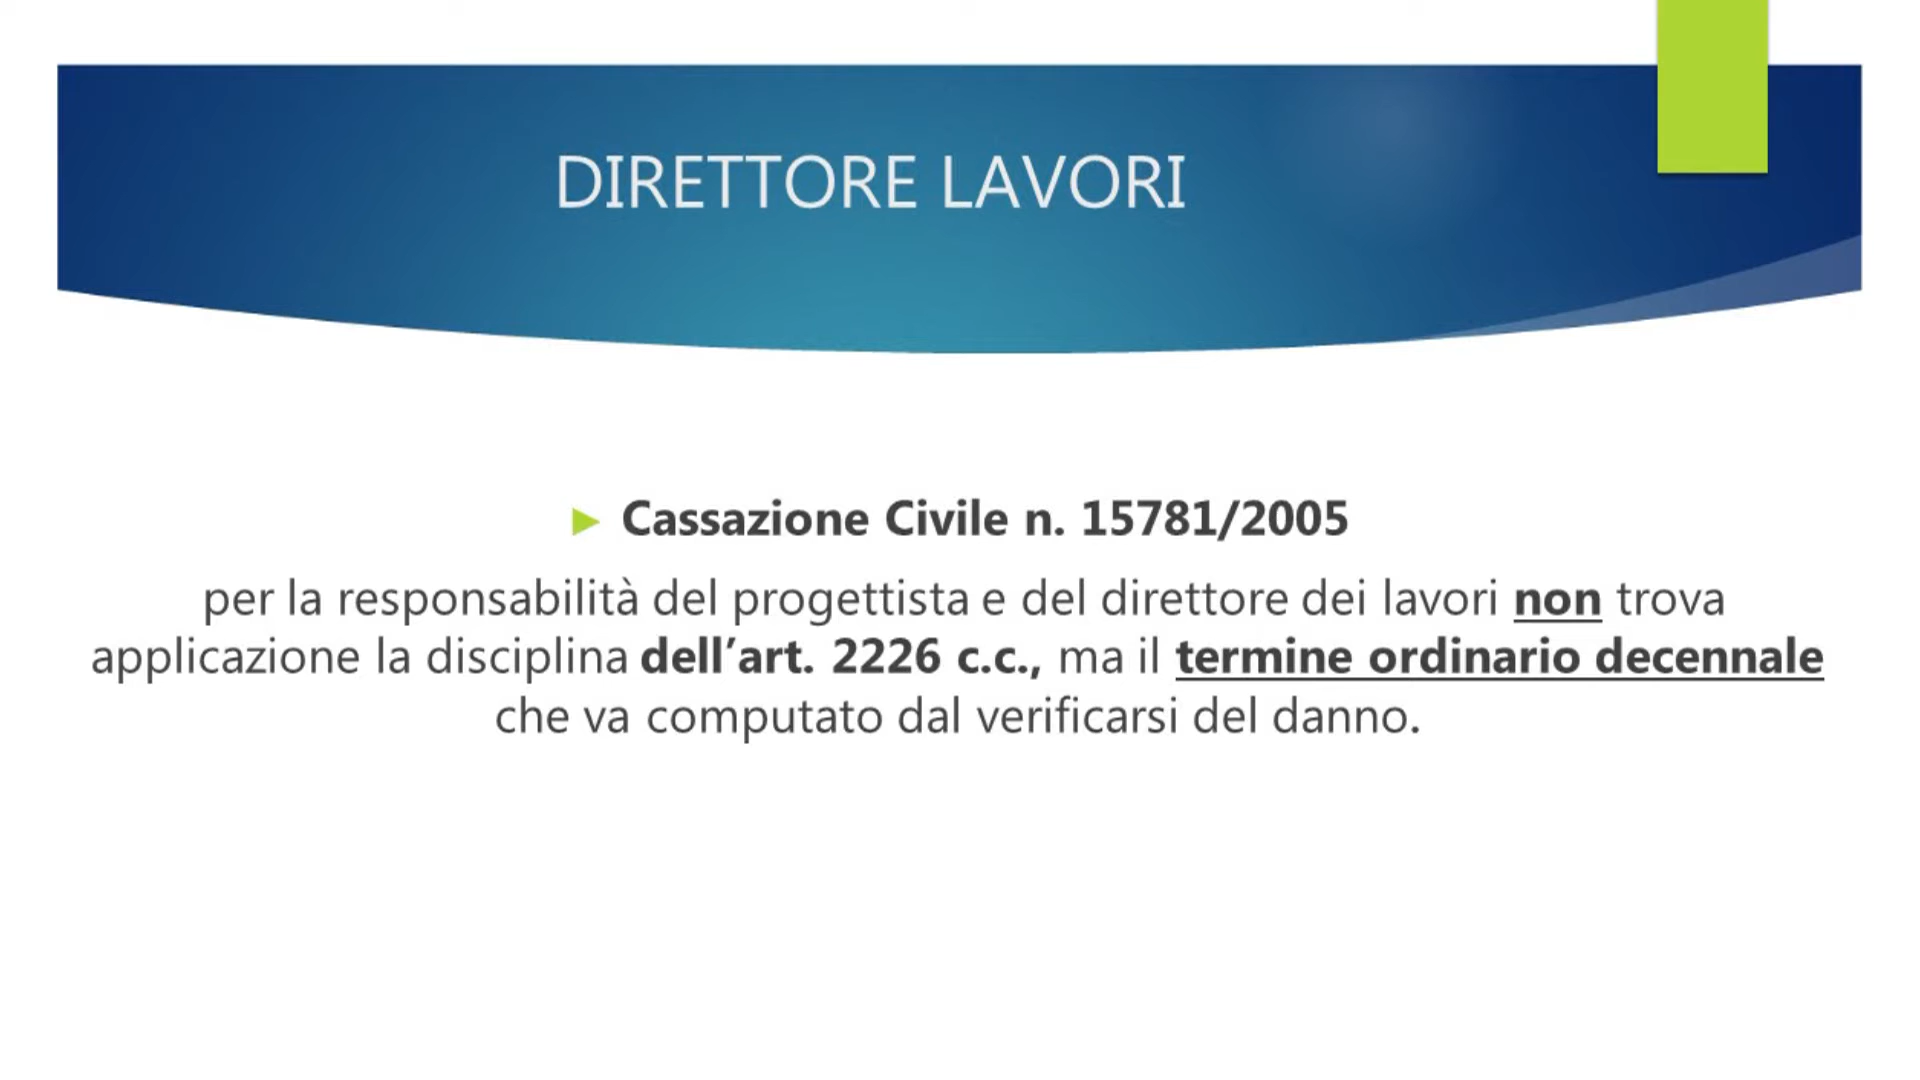 DIRETTORE LAVORI
Cassazione Civile n. 15781/2005
per la responsabilità del progettista e del direttore dei lavori non trova
applicazione la disciplina dell’art. 2226 c.c., ma il termine ordinario decennale
che va computato dal verificarsi del danno.